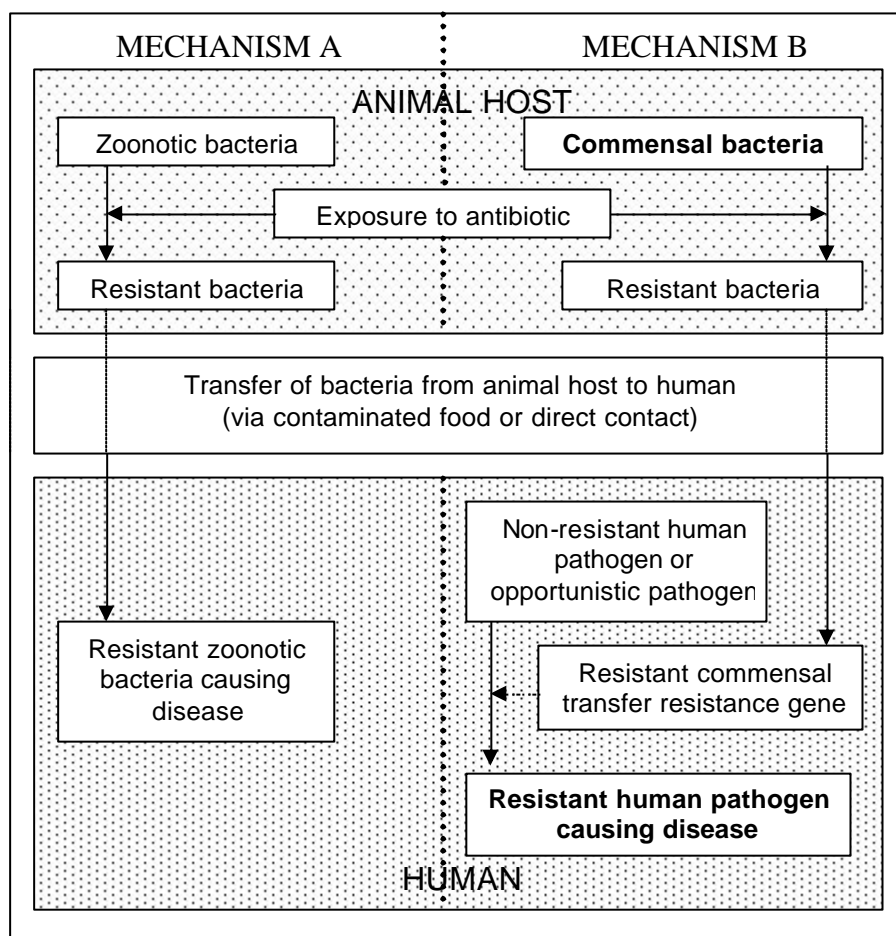 MECHANISM A
MECHANISM B
ANIMAL HOST
Zoonotic bacteria
Commensal bacteria
Exposure to antibiotic
Resistant bacteria
Resistant bacteria
Transfer of bacteria from animal host to human
(via contaminated food or direct contact)
Non-resistant human
pathogen or
opportunistic pathogen
Resistant zoonotic
bacteria causing
disease
Resistant commensal
transfer resistance gene
Resistant human pathogen
causing disease
HUMAN